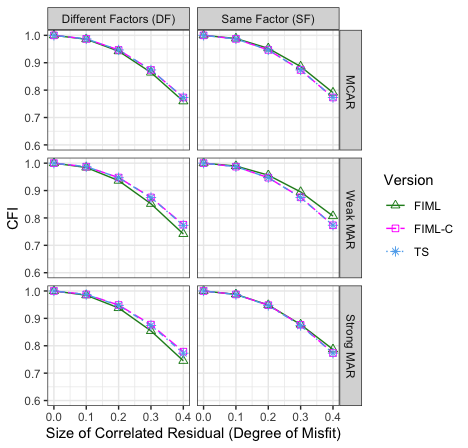 Different Factors (DF) Same Factor (SF)
1.0
0.9
0.8
0.7
0.6
MCAR
1.0
0.9
0.8
0.7
0.6
Weak MAR
1.0
0.9
0.8
0.7
0.6
Strong MAR
CFI
0.0 0.1 0.2 0.3 0.4 0.0 0.1 0.2 0.3 0.4
Size of Correlated Residual (Degree of Misfit)
Version
FIML
FIML-C
TS